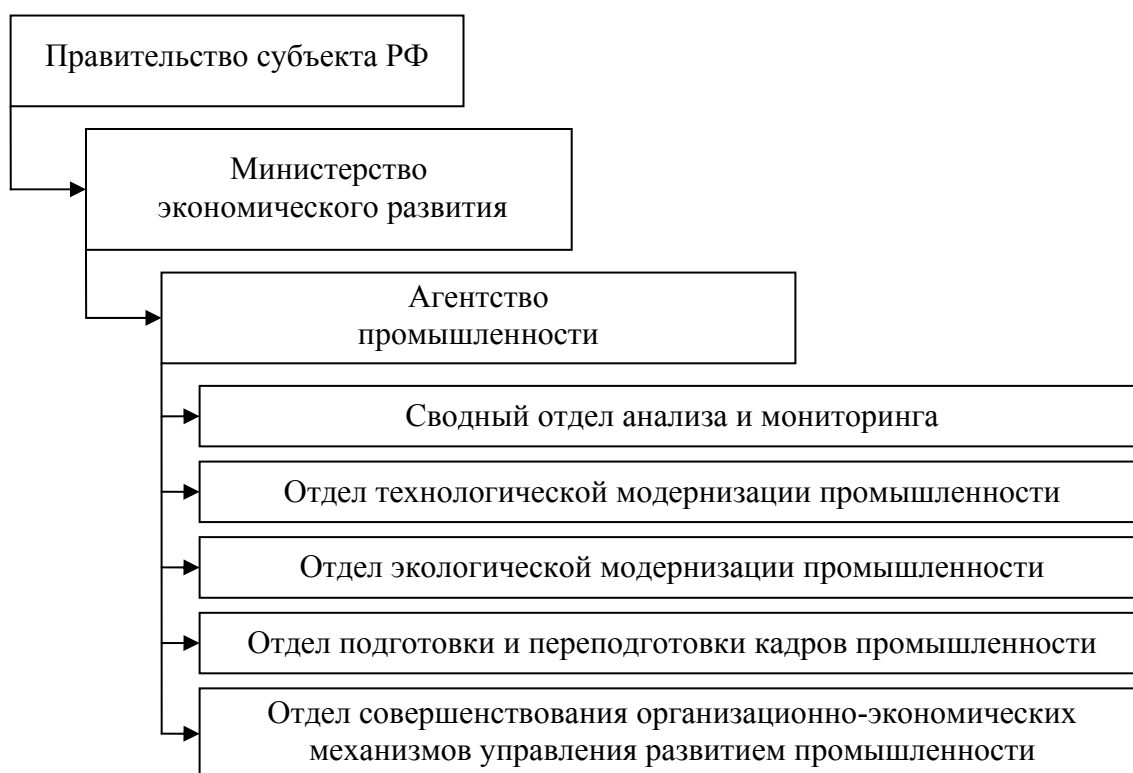 Правительство субъекта РФ
Министерство
экономического развития
Агентство
промышленности
Сводный отдел анализа и мониторинга
Отдел технологической модернизации промышленности
Отдел экологической модернизации промышленности
Отдел подготовки и переподготовки кадров промышленности
Отдел совершенствования организационно-экономических
механизмов управления развитием промышленности